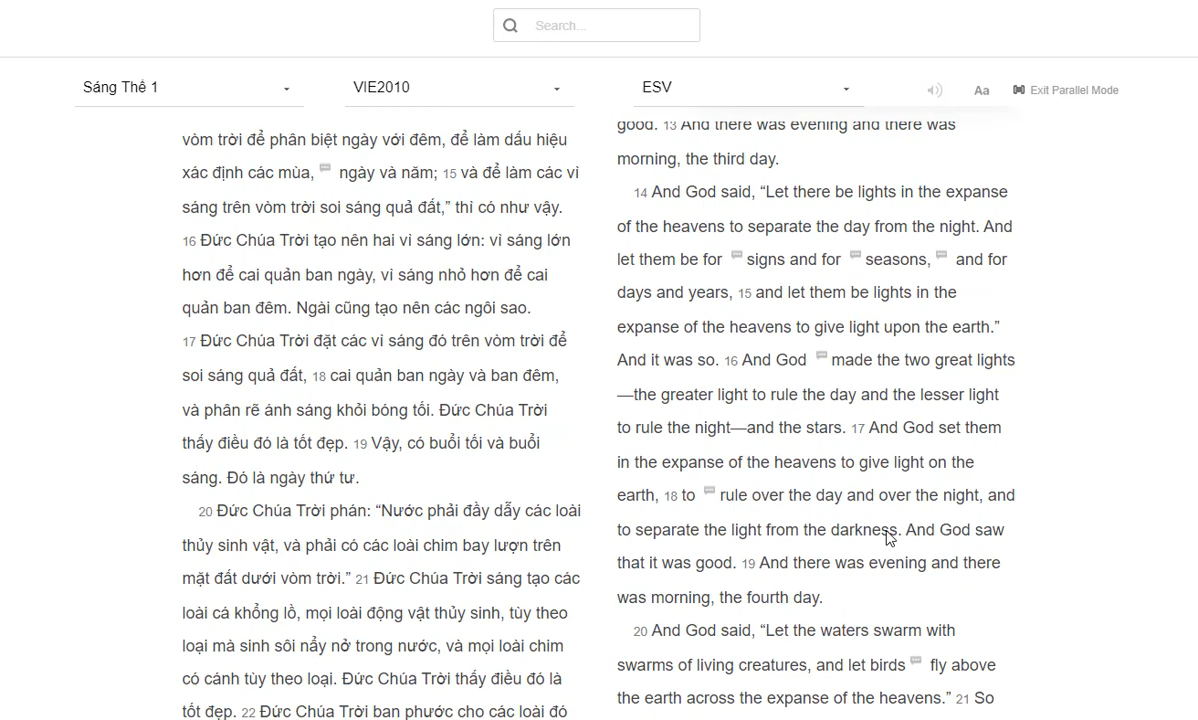 Search...
Sáng Thế 1
VIE2010
ESV
Aa
Exit Parallel Mode
vòm trời để phân biệt ngày với đêm, để làm dấu hiệu
xác định các mùa, ngày và năm; 15 và để làm các vì
sáng trên vòm trời soi sáng quả đất,” thì có như vậy.
16 Đức Chúa Trời tạo nên hai vì sáng lớn: vì sáng lớn
hơn để cai quản ban ngày, vì sáng nhỏ hơn để cai
quản ban đêm. Ngài cũng tạo nên các ngôi sao.
17 Đức Chúa Trời đặt các vì sáng đó trên vòm trời để
soi sáng quả đất, 18 cai quản ban ngày và ban đêm,
và phân rẽ ánh sáng khỏi bóng tối. Đức Chúa Trời
thấy điều đó là tốt đẹp. 19 Vậy, có buổi tối và buổi
sáng. Đó là ngày thứ tư.
20 Đức Chúa Trời phán: “Nước phải đầy dẫy các loài
thủy sinh vật, và phải có các loài chim bay lượn trên
mặt đất dưới vòm trời.” 21 Đức Chúa Trời sáng tạo các
loài cá khổng lồ, mọi loài động vật thủy sinh, tùy theo
loại mà sinh sôi nẩy nở trong nước, và mọi loài chim
có cánh tùy theo loại. Đức Chúa Trời thấy điều đó là
tốt đẹp. 22 Đức Chúa Trời ban phước cho các loài đó
good. 13 And there was evening and there was
morning, the third day.
14 And God said, “Let there be lights in the expanse
of the heavens to separate the day from the night. And
let them be for signs and for seasons, and for
days and years, 15 and let them be lights in the
expanse of the heavens to give light upon the earth.”
And it was so. 16 And God made the two great lights
—the greater light to rule the day and the lesser light
to rule the night—and the stars. 17 And God set them
in the expanse of the heavens to give light on the
earth, 18 to rule over the day and over the night, and
to separate the light from the darkness. And God saw
that it was good. 19 And there was evening and there
was morning, the fourth day.
20 And God said, “Let the waters swarm with
swarms of living creatures, and let birds fly above
the earth across the expanse of the heavens.” 21 So